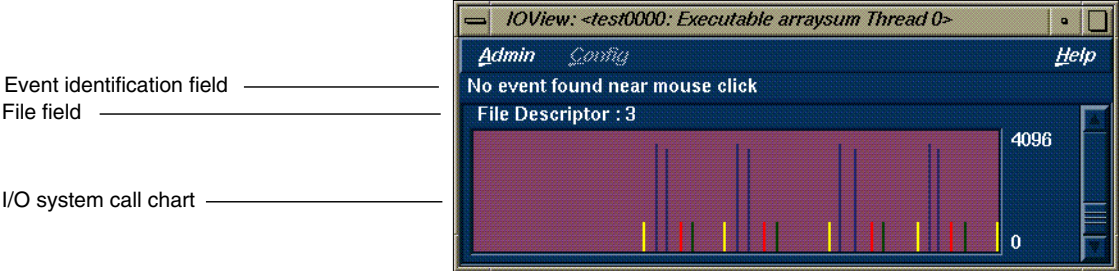 IOView: <test0000: Executable arraysum Thread 0>
Admin Config Help
Event identification field
No event found near mouse click
File field
File Descriptor : 3
4096
I/O system call chart
0